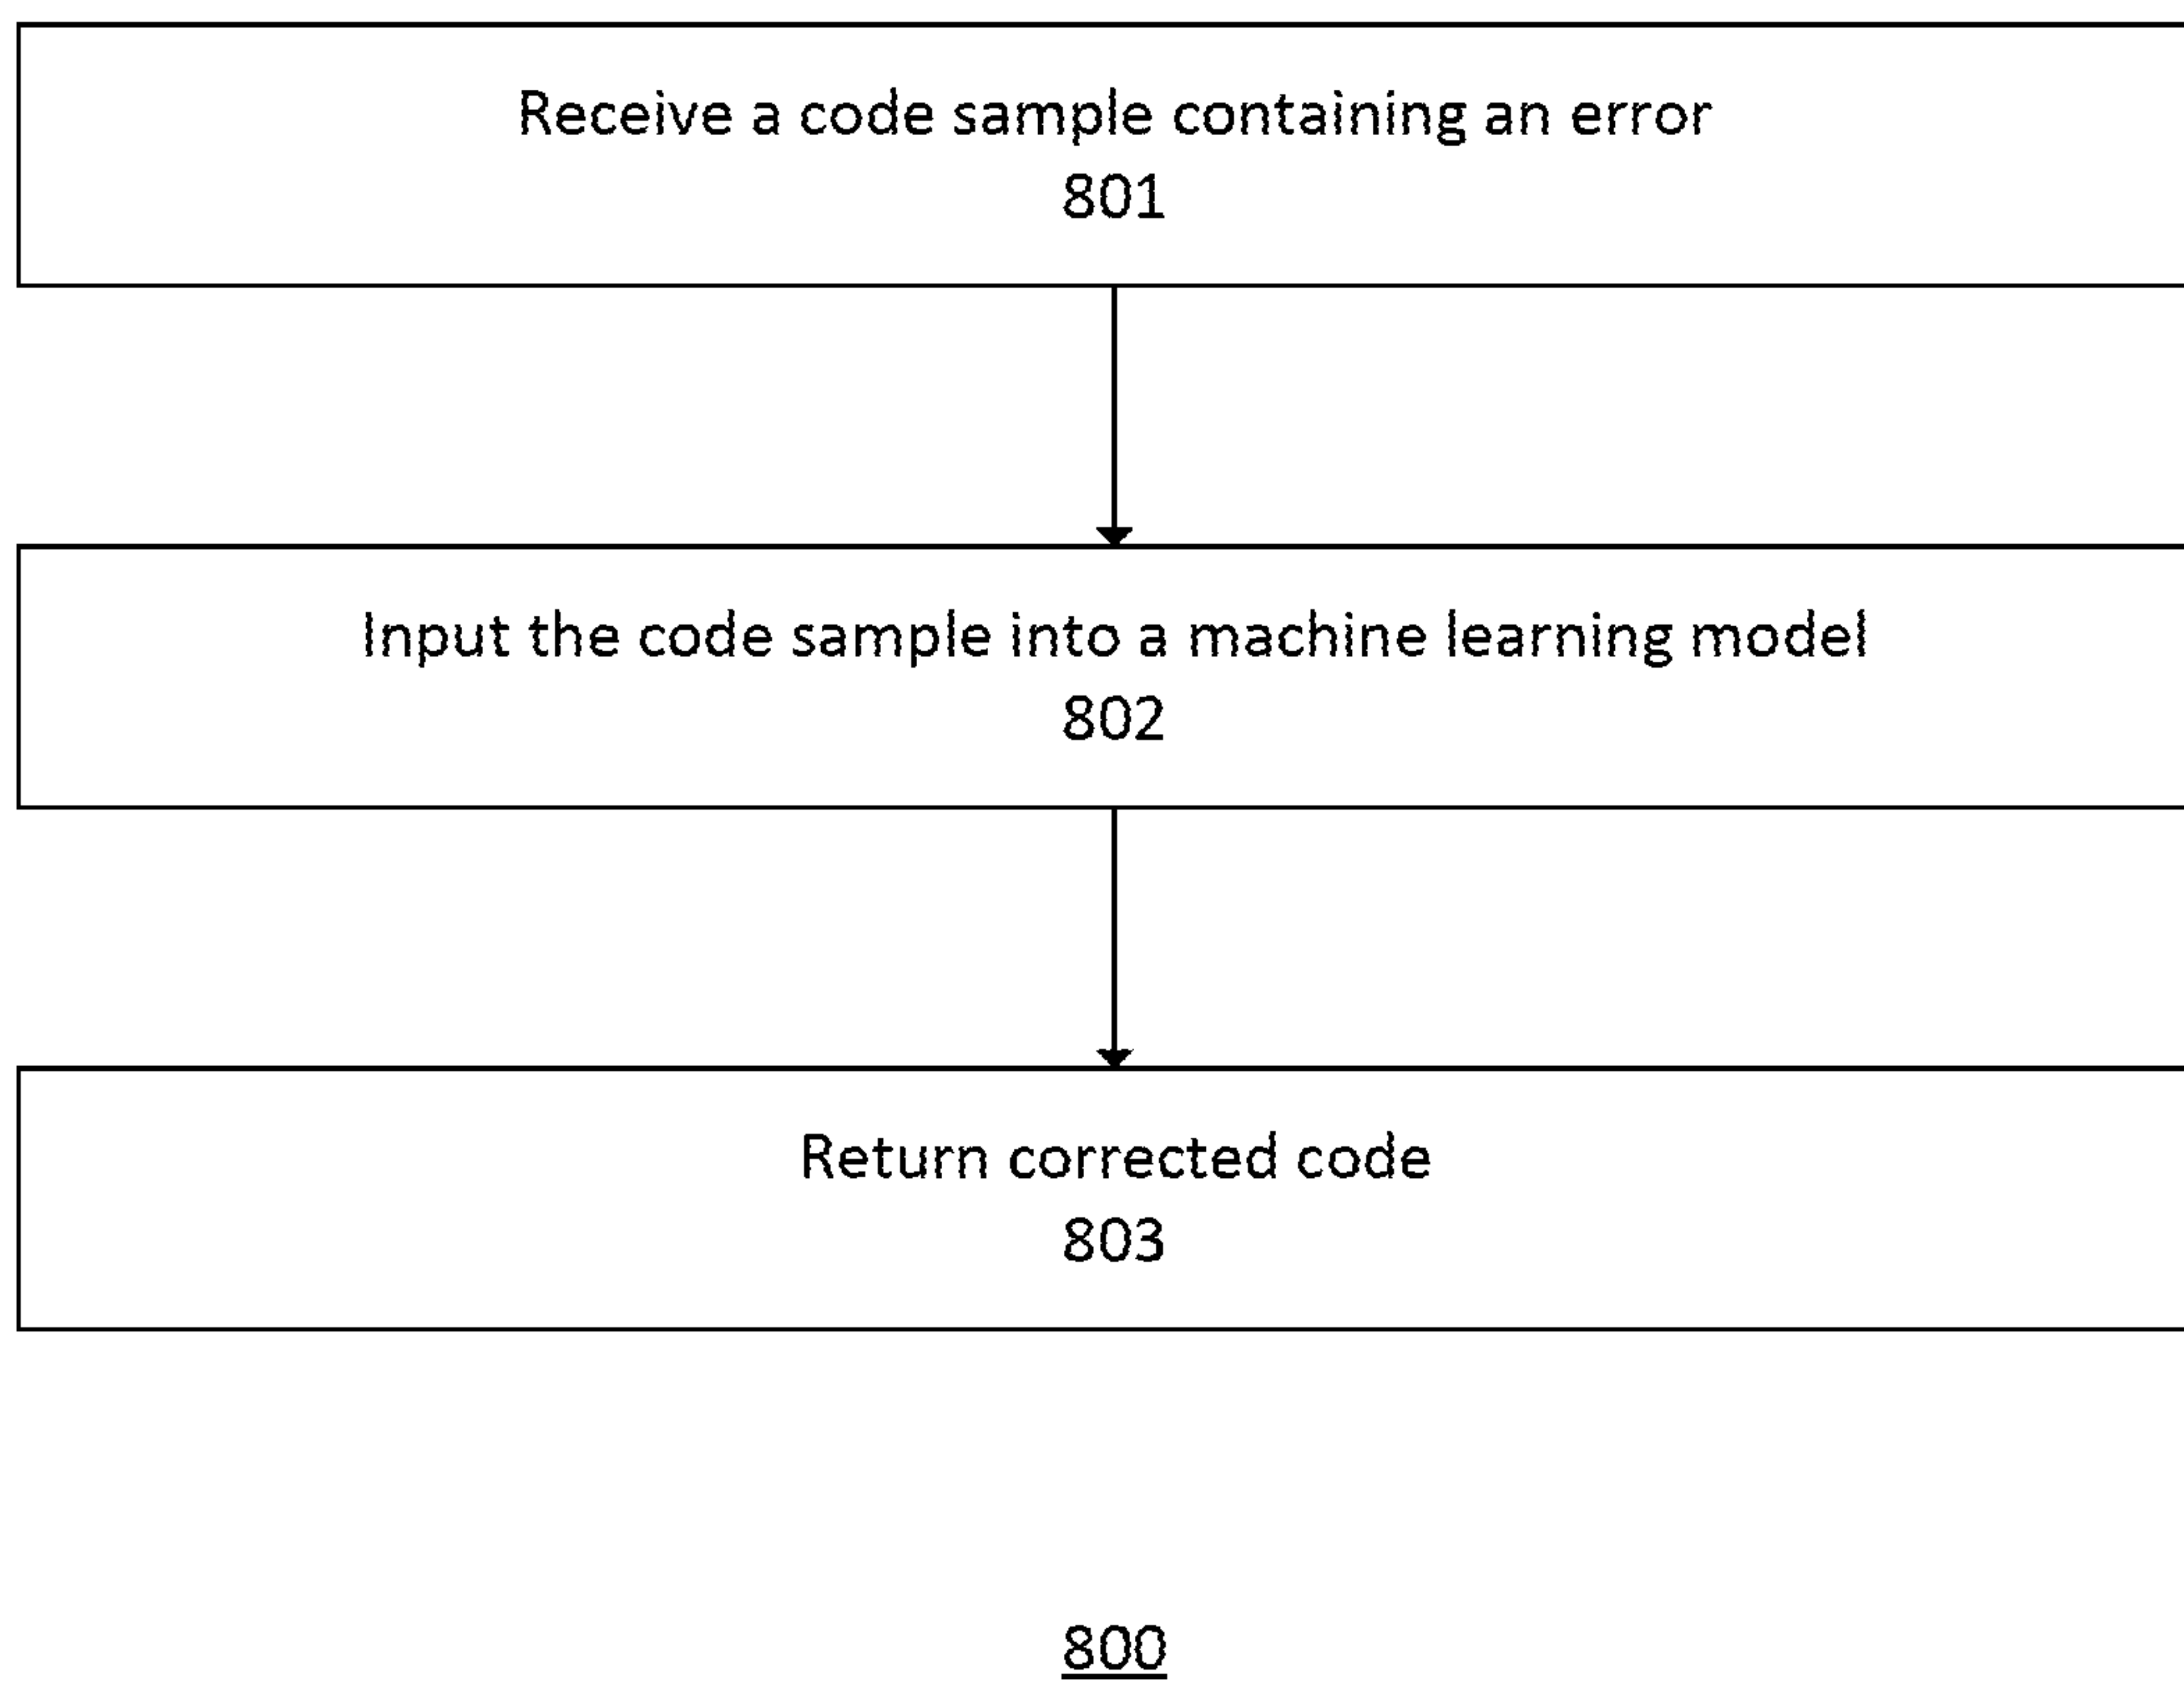 Receive a code sample containing an error
801
Input the code sample into a machine learning model
802
Return corrected code
803
800